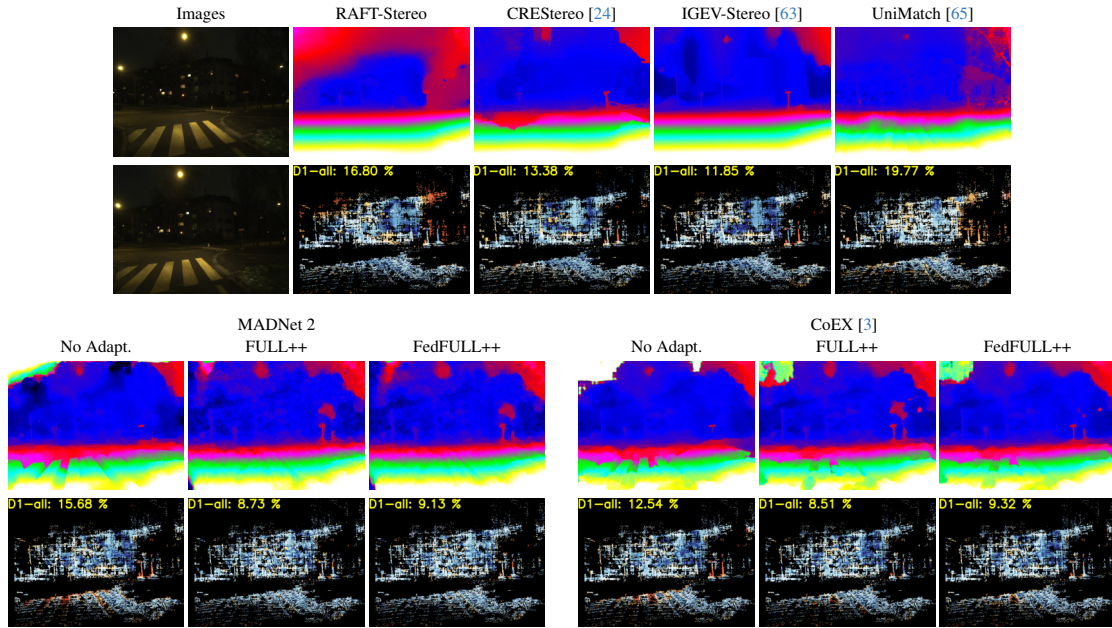 Images RAFT-Stereo CREStereo [24] IGEV-Stereo [63] UniMatch [65]
D1-all: 16.80 % D1-all: 13.38 % D1-all: 11.85 % D1-all: 19.77 %
MADNet 2 CoEX [3]
No Adapt. FULL++ FedFULL++ No Adapt. FULL++ FedFULL++
D1-all: 15.68 % D1-all: 8.73 % D1-all: 9.13 % D1-all: 12.54 % D1-all: 8.51 % D1-all: 9.32 %